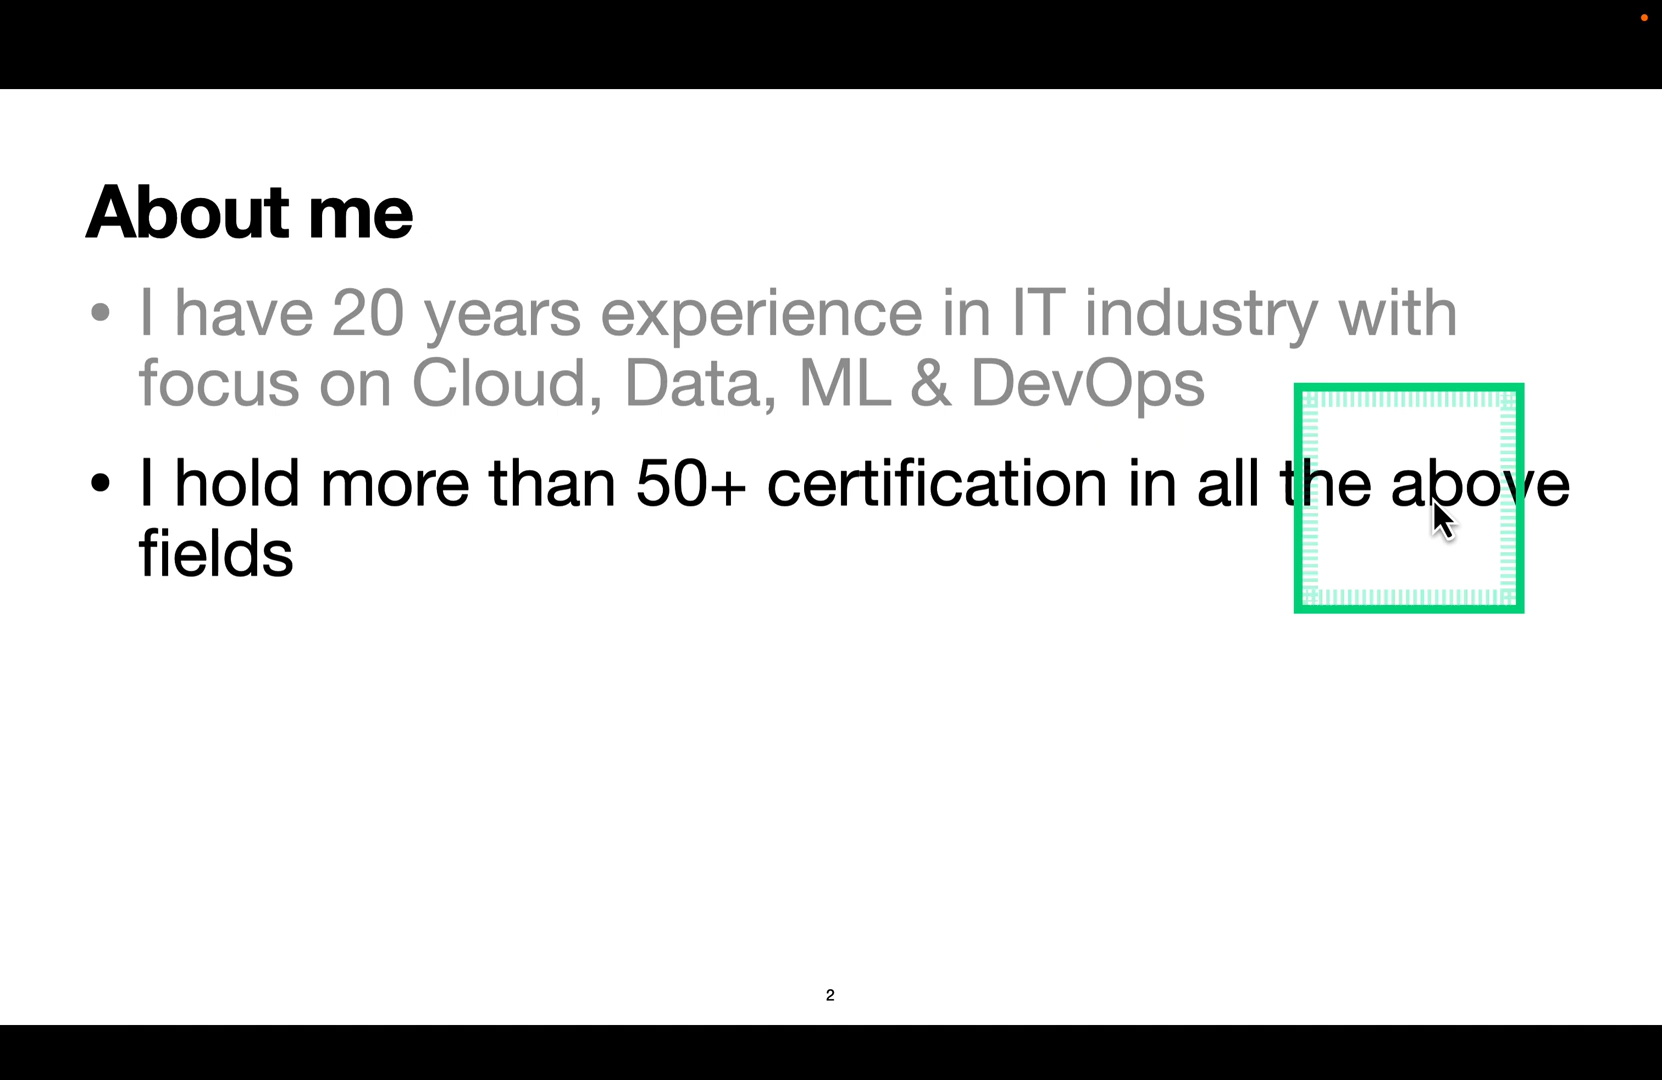 About me
• I have 20 years experience in IT industry with
focus on Cloud, Data, ML & DevOps
• I hold more than 50+ certification in all the above
fields
2